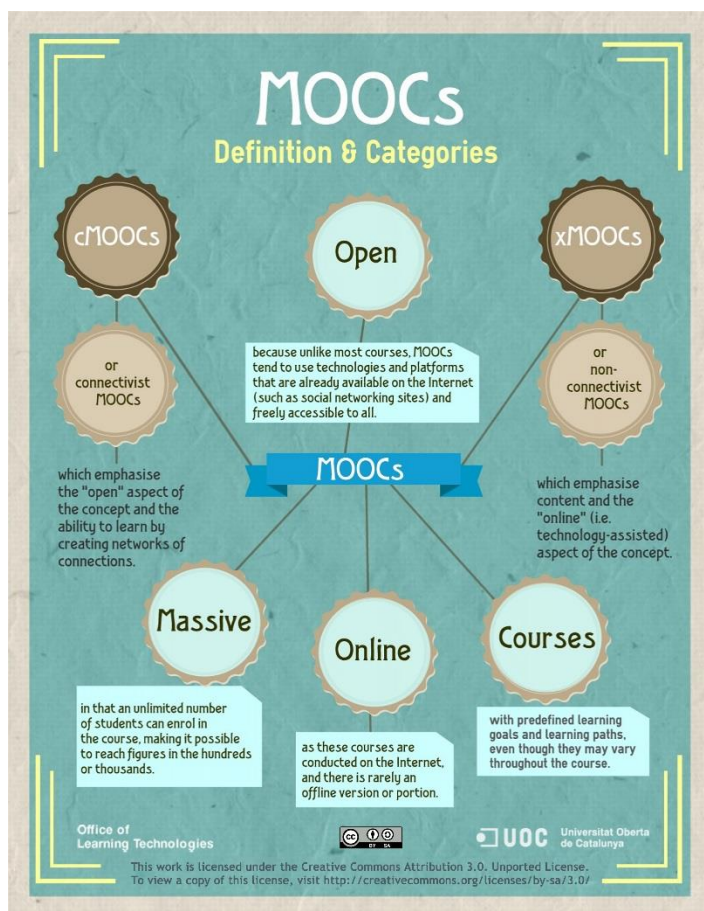 MOOCs
Definition & Categories
cMOOCs
or
connectivist
MOOCs
which emphasise
the "open" aspect of
the concept and the
ability to learn by
creating networks of
connections.
Open
because unlike most courses, MOOCs
tend to use technologies and platforms
that are already available on the Internet
(such as social networking sites) and
freely accessible to all.
xMOOCs
or
non-
connectivist
MOOCs
which emphasise
content and the
"online" (i.e.
technology-assisted)
aspect of the concept.
MOOCs
Massive
in that an unlimited number
of students can enrol in
the course, making it possible
to reach figures in the hundreds
or thousands.
Online
as these courses are
conducted on the Internet,
and there is rarely an
offline version or portion.
Courses
with predefined learning
goals and learning paths,
even though they may vary
throughout the course.
Office of
Learning Technologies
cc
BY SA
UOC
Universitat Oberta
de Catalunya
This work is licensed under the Creative Commons Attribution 3.0. Unported License.
To view a copy of this license, visit http://creativecommons.org/licenses/by-sa/3.0/